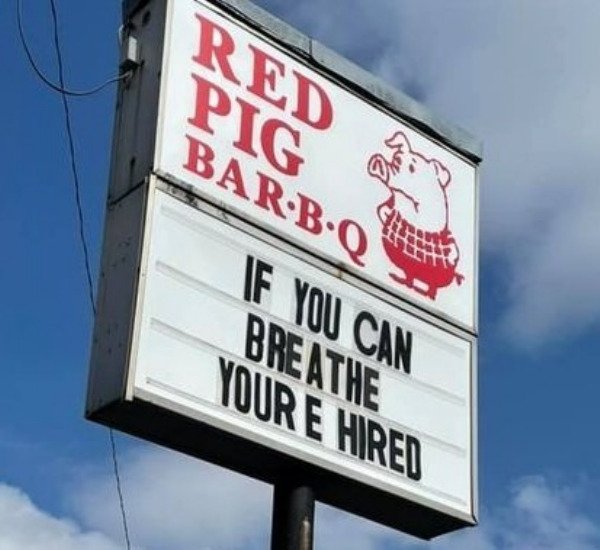 RED
PIG
BAR·B·Q
IF YOU CAN
BREATHE
YOUR E HIRED